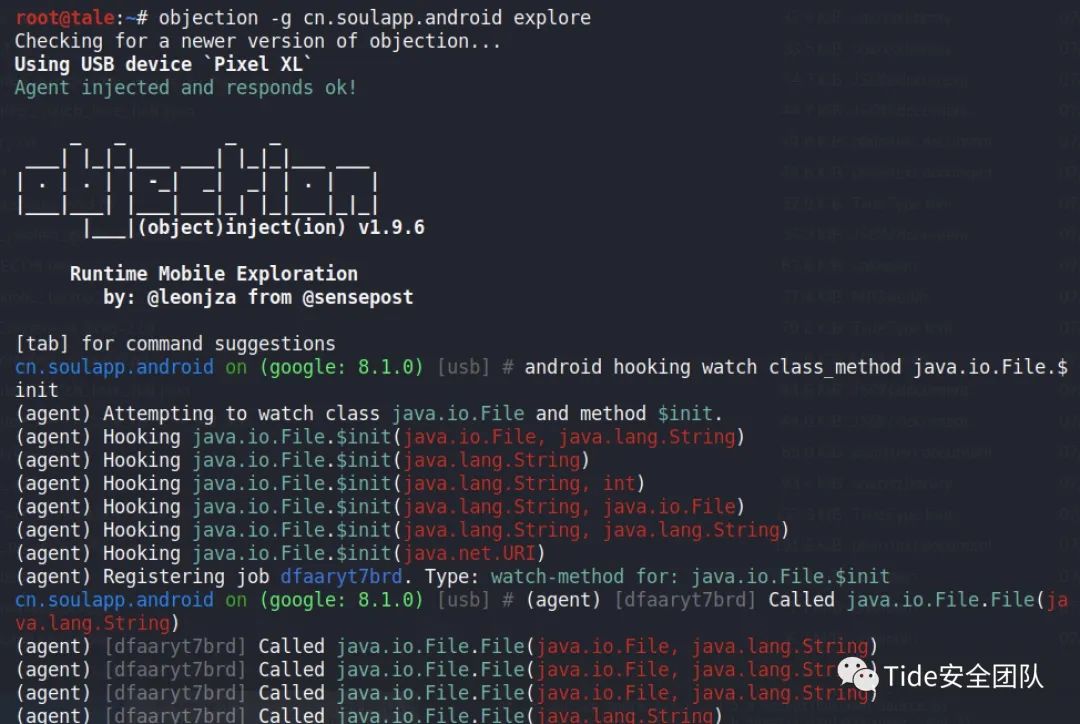 root@tale:~# objection -g cn.soulapp.android explore
Checking for a newer version of objection...
Using USB device `Pixel XL`
Agent injected and responds ok!
objection
|___|(object)inject(ion) v1.9.6
Runtime Mobile Exploration
by: @leonjza from @sensepost
[tab] for command suggestions
cn.soulapp.android on (google: 8.1.0) [usb] # android hooking watch class_method java.io.File.$
init
(agent) Attempting to watch class java.io.File and method $init.
(agent) Hooking java.io.File.$init(java.io.File, java.lang.String)
(agent) Hooking java.io.File.$init(java.lang.String)
(agent) Hooking java.io.File.$init(java.lang.String, int)
(agent) Hooking java.io.File.$init(java.lang.String, java.io.File)
(agent) Hooking java.io.File.$init(java.lang.String, java.lang.String)
(agent) Hooking java.io.File.$init(java.net.URI)
(agent) Registering job dfaaryt7brd. Type: watch-method for: java.io.File.$init
cn.soulapp.android on (google: 8.1.0) [usb] # (agent) [dfaaryt7brd] Called java.io.File.File(ja
va.lang.String)
(agent) [dfaaryt7brd] Called java.io.File.File(java.io.File, java.lang.String)
(agent) [dfaaryt7brd] Called java.io.File.File(java.io.File, java.lang.String)
(agent) [dfaaryt7brd] Called java.io.File.File(java.io.File, java.lang.String)
(agent) [dfaaryt7brd] Called java.io.File.File(java.lang.String)
Tide安全团队